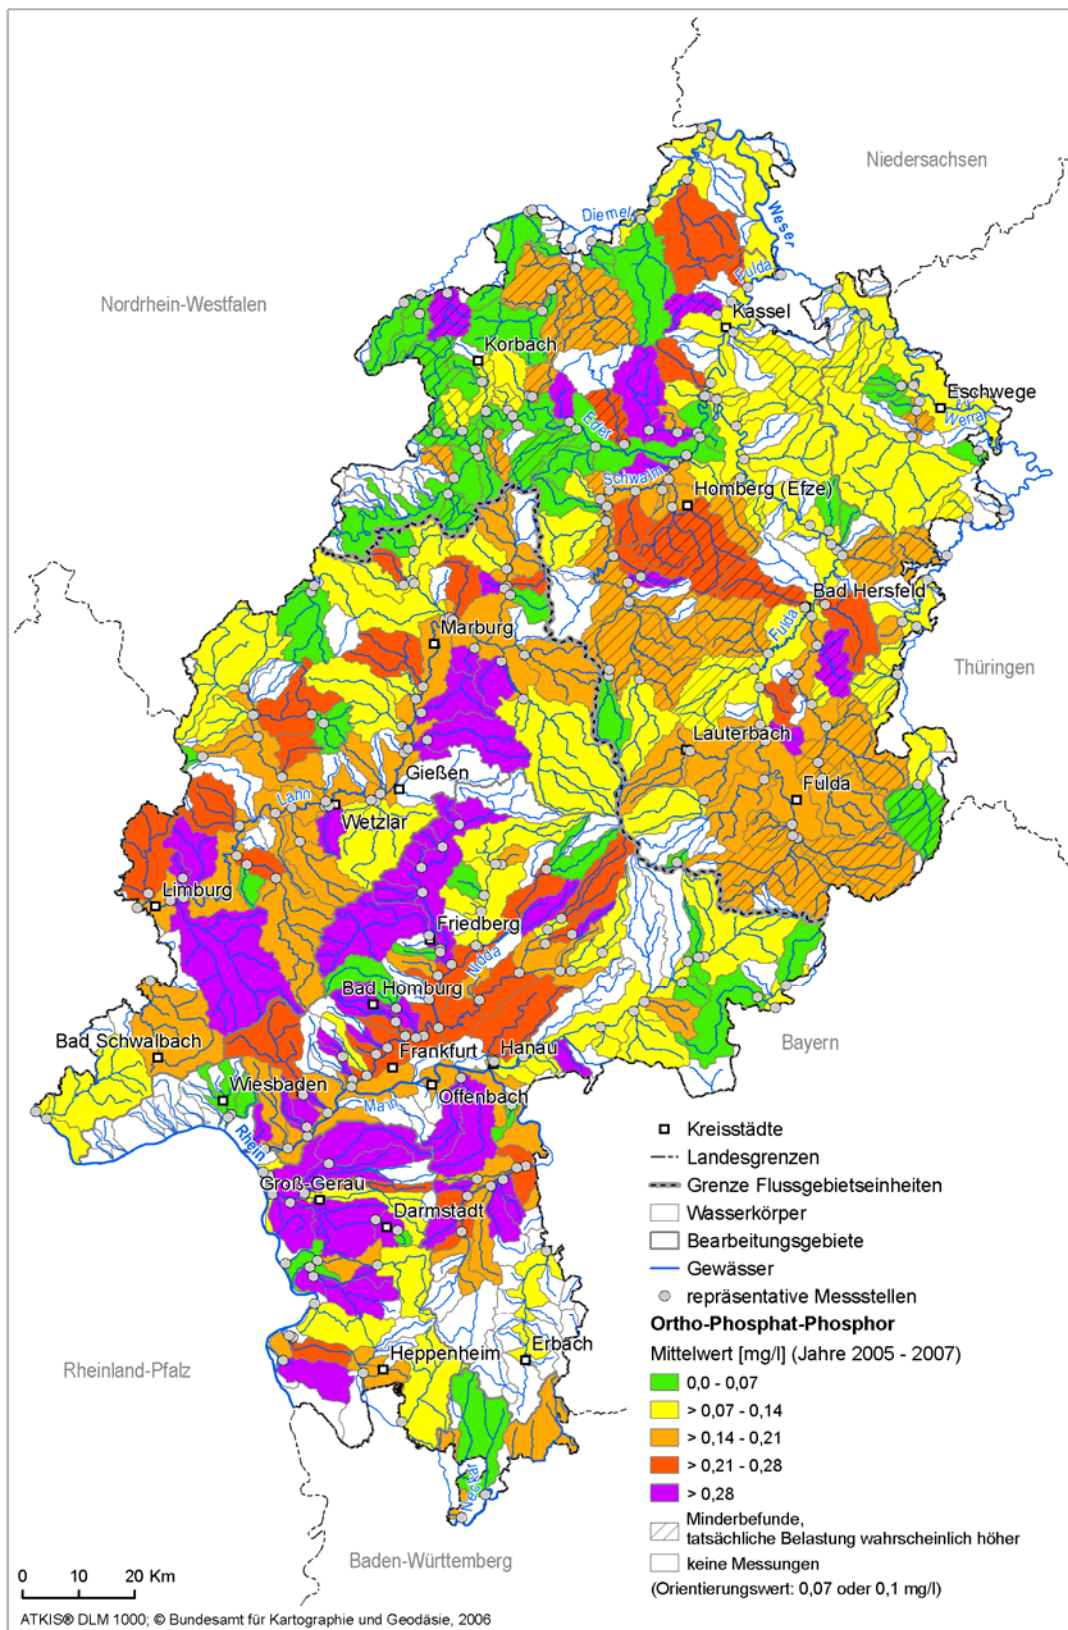 Niedersachsen
Diemel
Weser
Fulda
Nordrhein-Westfalen
Kassel
Korbach
Eschwege
Werra
Eder
Schwalm
Homberg (Efze)
Bad Hersfeld
Fulda
Marburg
Thüringen
Lauterbach
Gießen
Fulda
Lahn
Wetzlar
Limburg
Friedberg
Nidda
Bad Homburg
Bayern
Bad Schwalbach
Frankfurt
Hanau
Wiesbaden
Offenbach
Main
Rhein
Groß-Gerau
Darmstadt
Erbach
Heppenheim
Rheinland-Pfalz
Neckar
Baden-Württemberg
Kreisstädte
Landesgrenzen
Grenze Flussgebietseinheiten
Wasserkörper
Bearbeitungsgebiete
Gewässer
repräsentative Messstellen
Ortho-Phosphat-Phosphor
Mittelwert [mg/l] (Jahre 2005 - 2007)
0,0 - 0,07
> 0,07 - 0,14
> 0,14 - 0,21
> 0,21 - 0,28
> 0,28
Minderbefunde,
tatsächliche Belastung wahrscheinlich höher
keine Messungen
(Orientierungswert: 0,07 oder 0,1 mg/l)
0 10 20 Km
ATKIS® DLM 1000; © Bundesamt für Kartographie und Geodäsie, 2006